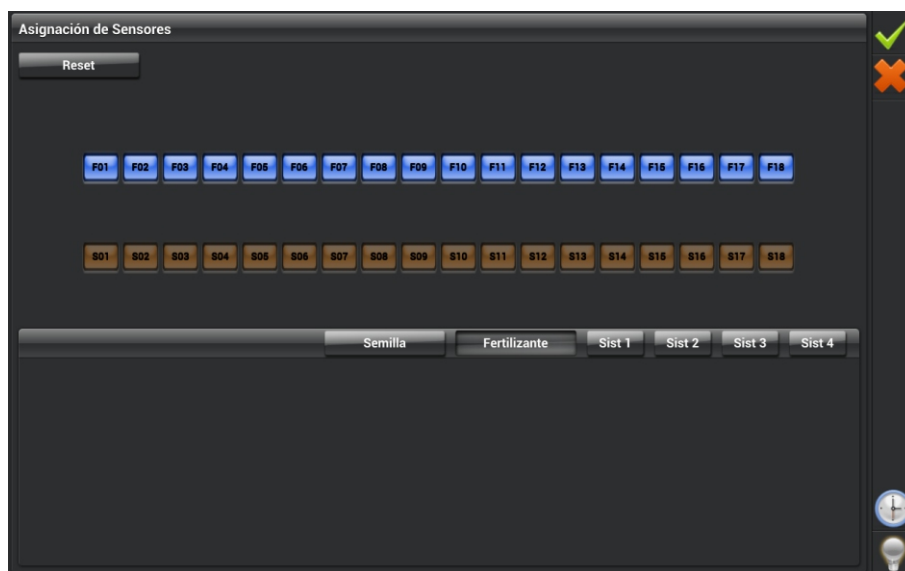 Asignación de Sensores
Reset
F01 F02 F03 F04 F05 F06 F07 F08 F09 F10 F11 F12 F13 F14 F15 F16 F17 F18
S01 S02 S03 S04 S05 S06 S07 S08 S09 S10 S11 S12 S13 S14 S15 S16 S17 S18
Semilla Fertilizante Sist 1 Sist 2 Sist 3 Sist 4